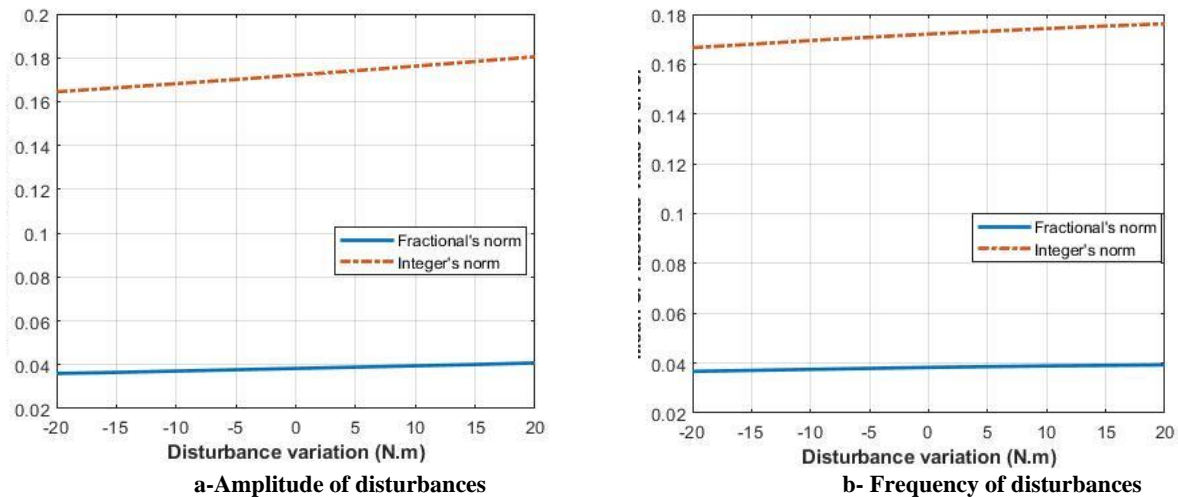 0.2
0.18
0.16
0.14
0.12
0.1
0.08
0.06
0.04
0.02
Fractional's norm
Integer's norm
-20 -15 -10 -5 0 5 10 15 20
Disturbance variation (N.m)
a-Amplitude of disturbances
0.18
0.16
0.14
0.12
0.1
0.08
0.06
0.04
0.02
Fractional's norm
Integer's norm
-20 -15 -10 -5 0 5 10 15 20
Disturbance variation (N.m)
b- Frequency of disturbances